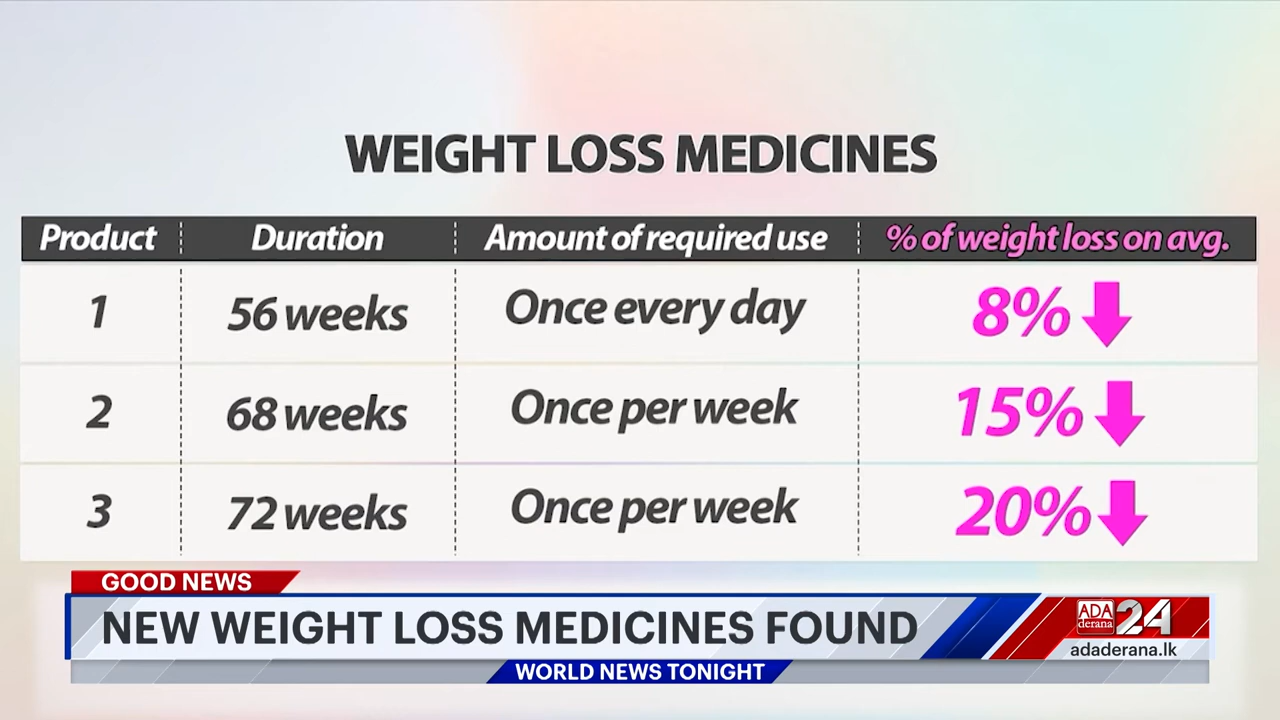 WEIGHT LOSS MEDICINES
Product Duration Amount of required use % of weight loss on avg.
1 56 weeks Once every day 8%
2 68 weeks Once per week 15%
3 72 weeks Once per week 20%
GOOD NEWS
NEW WEIGHT LOSS MEDICINES FOUND
ADA
derana 24
adaderana.lk
WORLD NEWS TONIGHT